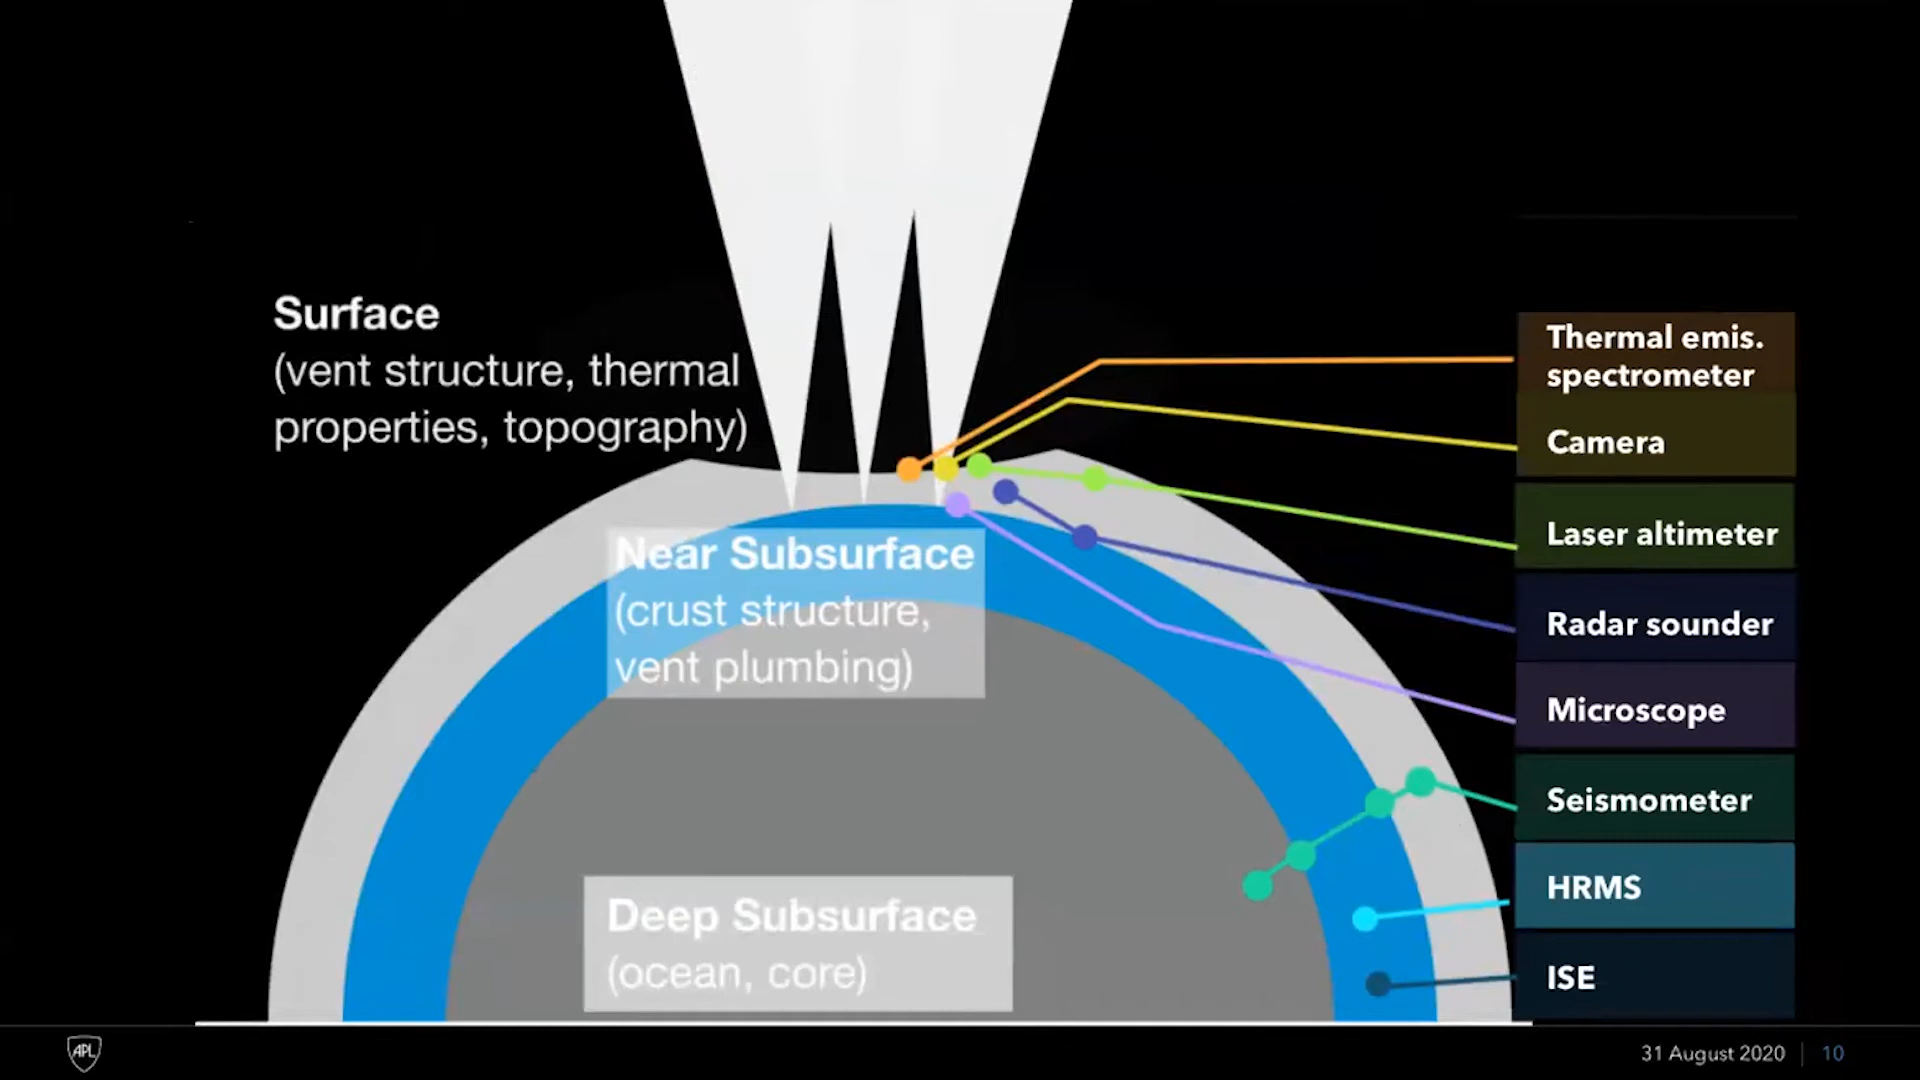 Surface
(vent structure, thermal
properties, topography)
Near Subsurface
(crust structure,
vent plumbing)
Deep Subsurface
(ocean, core)
Thermal emis.
spectrometer
Camera
Laser altimeter
Radar sounder
Microscope
Seismometer
HRMS
ISE
APL
31 August 2020 | 10